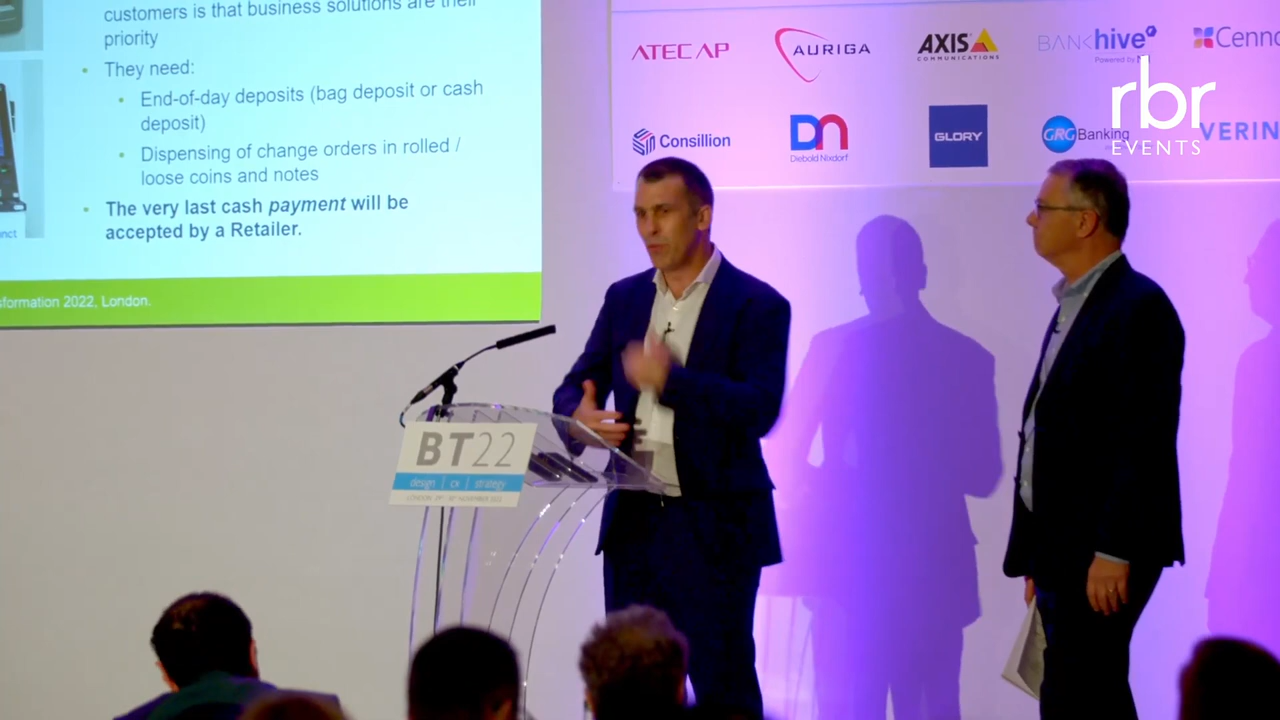 customers is that business solutions are their
priority
They need:
End-of-day deposits (bag deposit or cash
deposit)
Dispensing of change orders in rolled /
loose coins and notes
The very last cash payment will be
accepted by a Retailer.
sformation 2022, London.
ATEC AP
AURIGA
AXIS
COMMUNICATIONS
BANKhive
Powered by
Cenno
Consillion
DN
Diebold Nixdorf
GLORY
GRG Banking
VERIN
rbr
EVENTS
BT22
design | cx | strategy